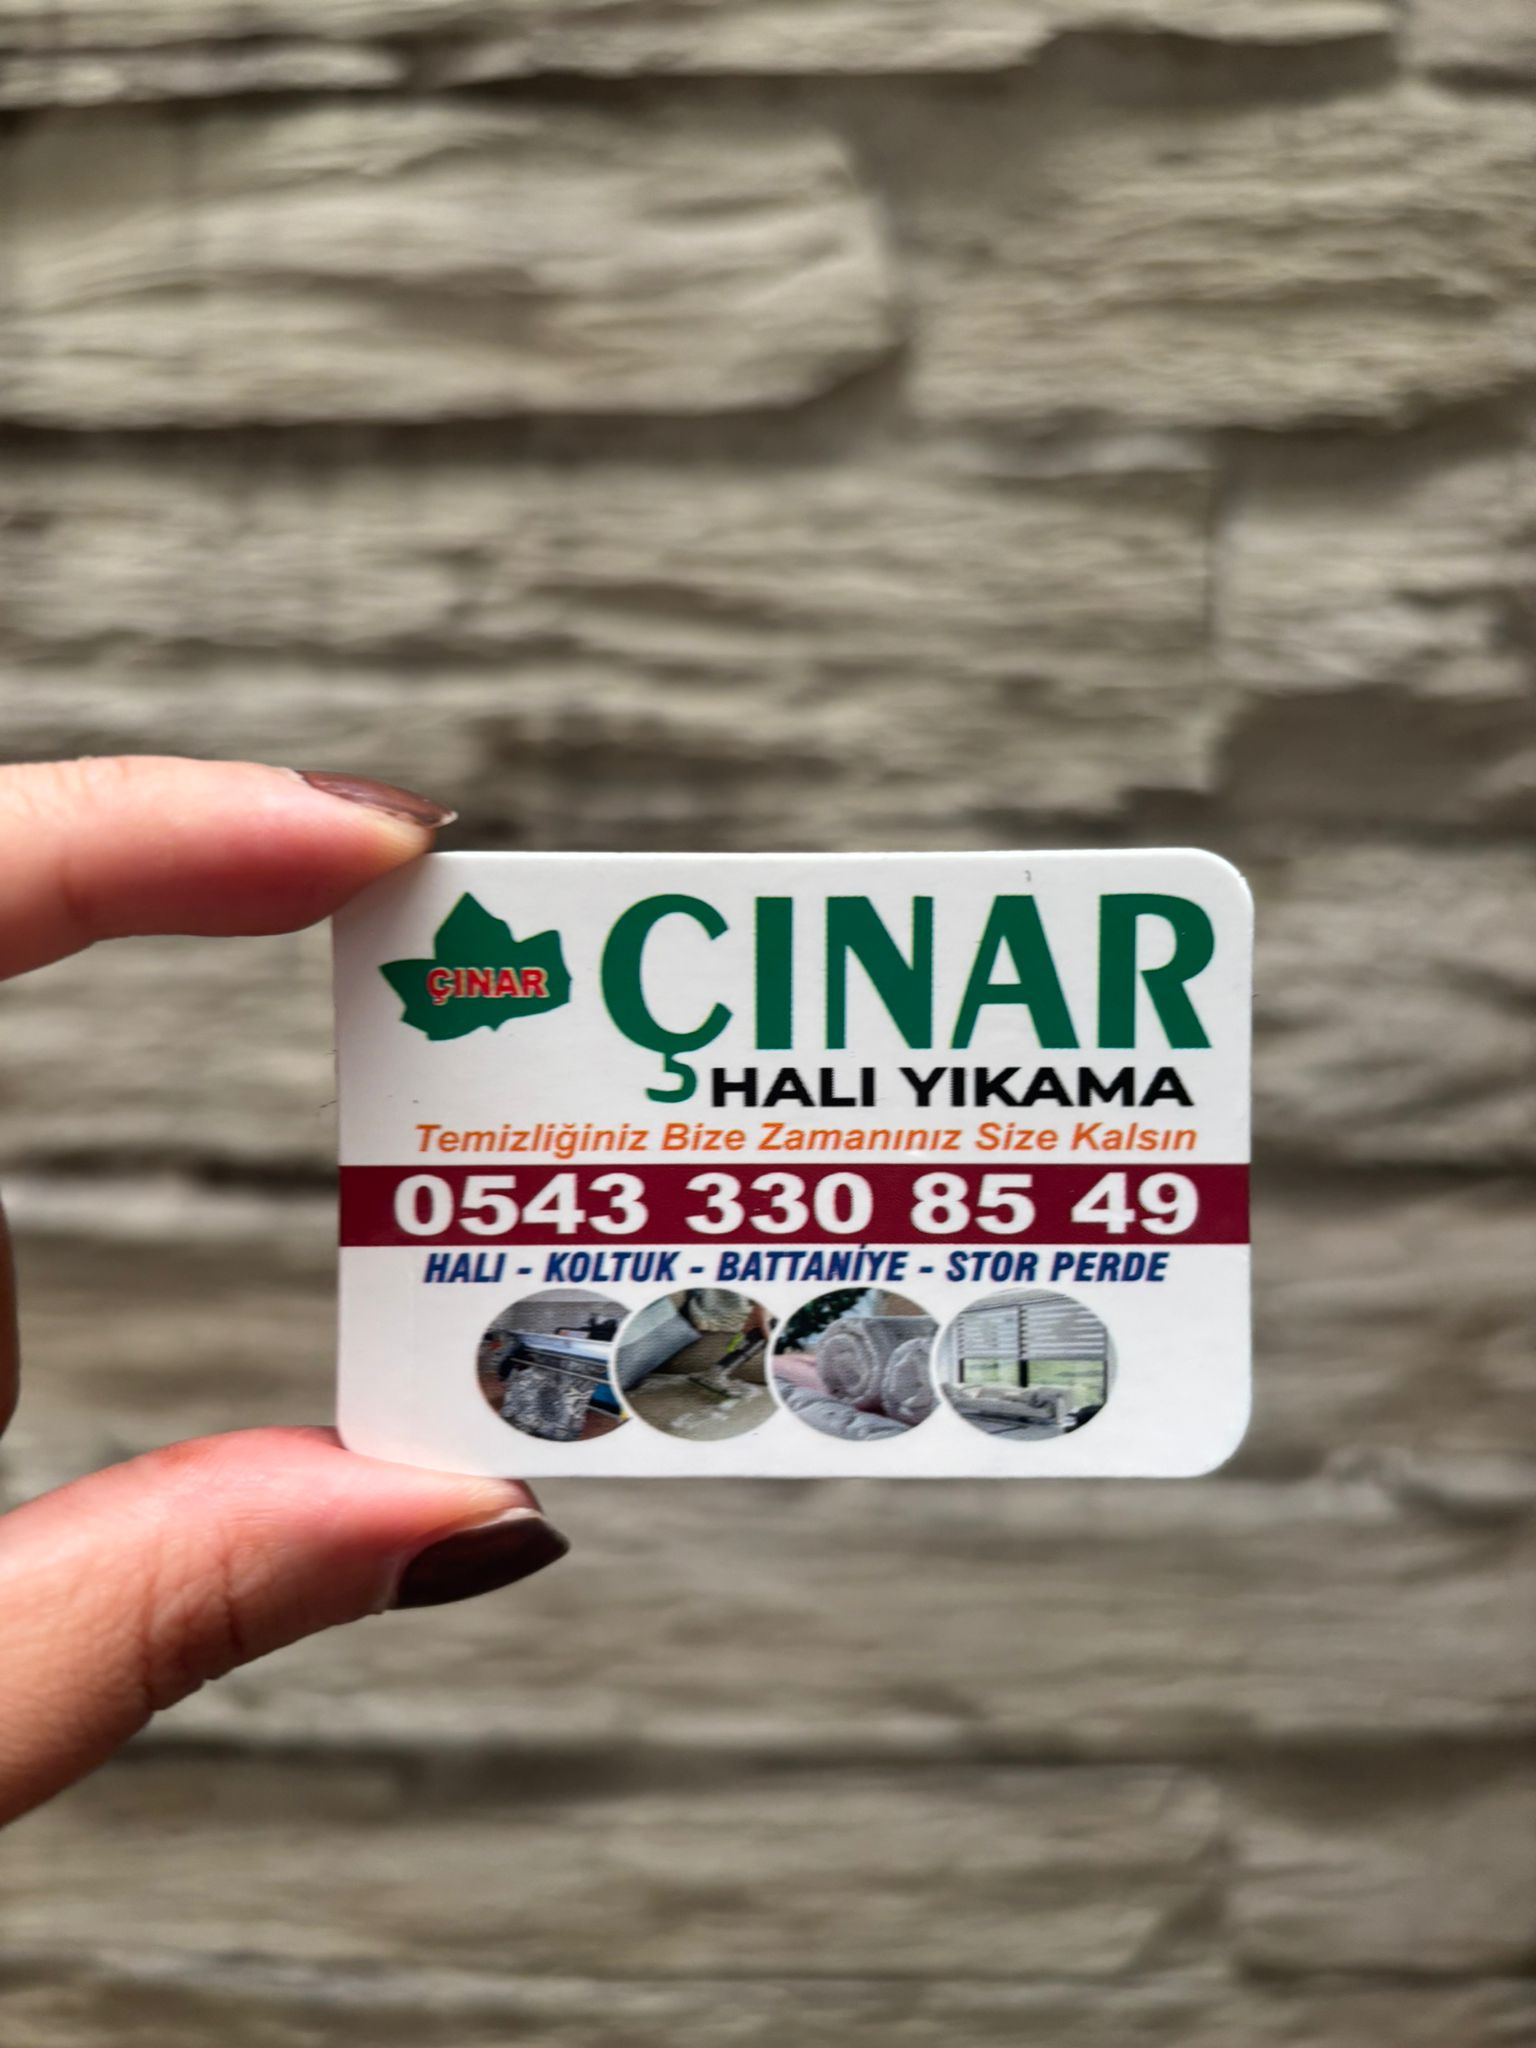 ÇINAR
ÇINAR
HALI YIKAMA
Temizliğiniz Bize Zamanınız Size Kalsın
0543 330 85 49
HALI - KOLTUK - BATTANİYE - STOR PERDE